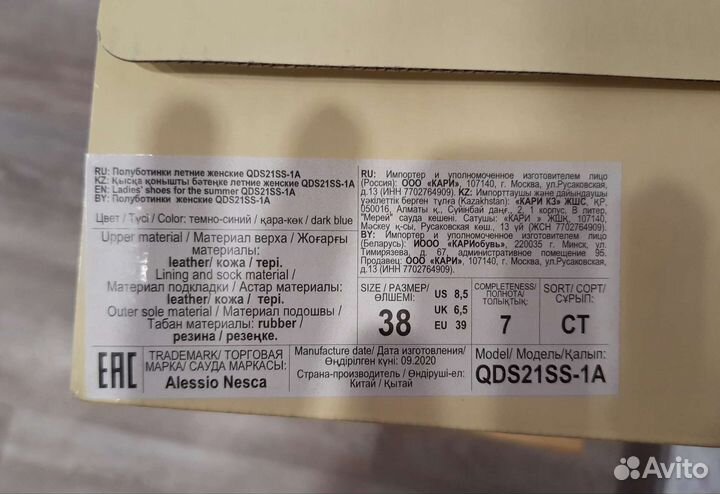 RU: Полуботинки летние женские QDS21SS-1A
KZ: Қысқа қонышты бәтеңке летние женские QDS21SS-1A
EN: Ladies' shoes for the summer QDS21SS-1A
BY: Полуботинки женские QDS21SS-1A
Цвет / Түсі / Color: темно-синий / қара-көк / dark blue
Upper material / Материал верха / Жоғарғы
материалы:
leather/ кожа / тері.
Lining and sock material /
Материал подкладки / Астар материалы:
leather/ кожа / тері.
Outer sole material / Материал подошвы /
Табан материалы: rubber /
резина / резеңке.
RU: Импортер и уполномоченное изготовителем лицо
(Россия): ООО «КАРИ», 107140, г. Москва, ул.Русаковская,
д.13 (ИНН 7702764909). KZ: Импорттаушы және дайындаушы
уәкілеттік берген тұлға (Kazakhstan): «КАРИ КЗ» ЖШС, ҚР,
050016, Алматы қ., Суйінбай даң., 2, 1 корпус, В литер,
"Мерей" сауда кешені. Сатушы: «КАРИ » ЖШҚ, 107140,
Мәскеу қ-сы, Русаковская көш., 13 үй (ЖСН 7702764909).
BY: Импортер и уполномоченное изготовителем лицо
(Беларусь): ИООО «КАРИобувь», 220035 г. Минск, ул.
Тимирязева, д. 67, административное помещение 95.
Продавец: ООО «КАРИ», 107140, г. Москва, ул.Русаковская,
д.13 (ИНН 7702764909).
SIZE / РАЗМЕР/
ӨЛШЕМІ:
38
US 8,5
UK 6,5
EU 39
COMPLETENESS/
ПОЛНОТА/
ТОЛЫҚТЫҚ:
7
SORT/ СОРТ/
СҰРЫП:
СТ
EAC
TRADEMARK/ ТОРГОВАЯ
МАРКА/ САУДА МАРКАСЫ:
Alessio Nesca
Manufacture date/ Дата изготовления/
Өңдірілген күні: 09.2020
Страна-производитель / Өндіруші-ел:
Китай / Қытай
Model/ Модель/Қалып:
QDS21SS-1A
Avito